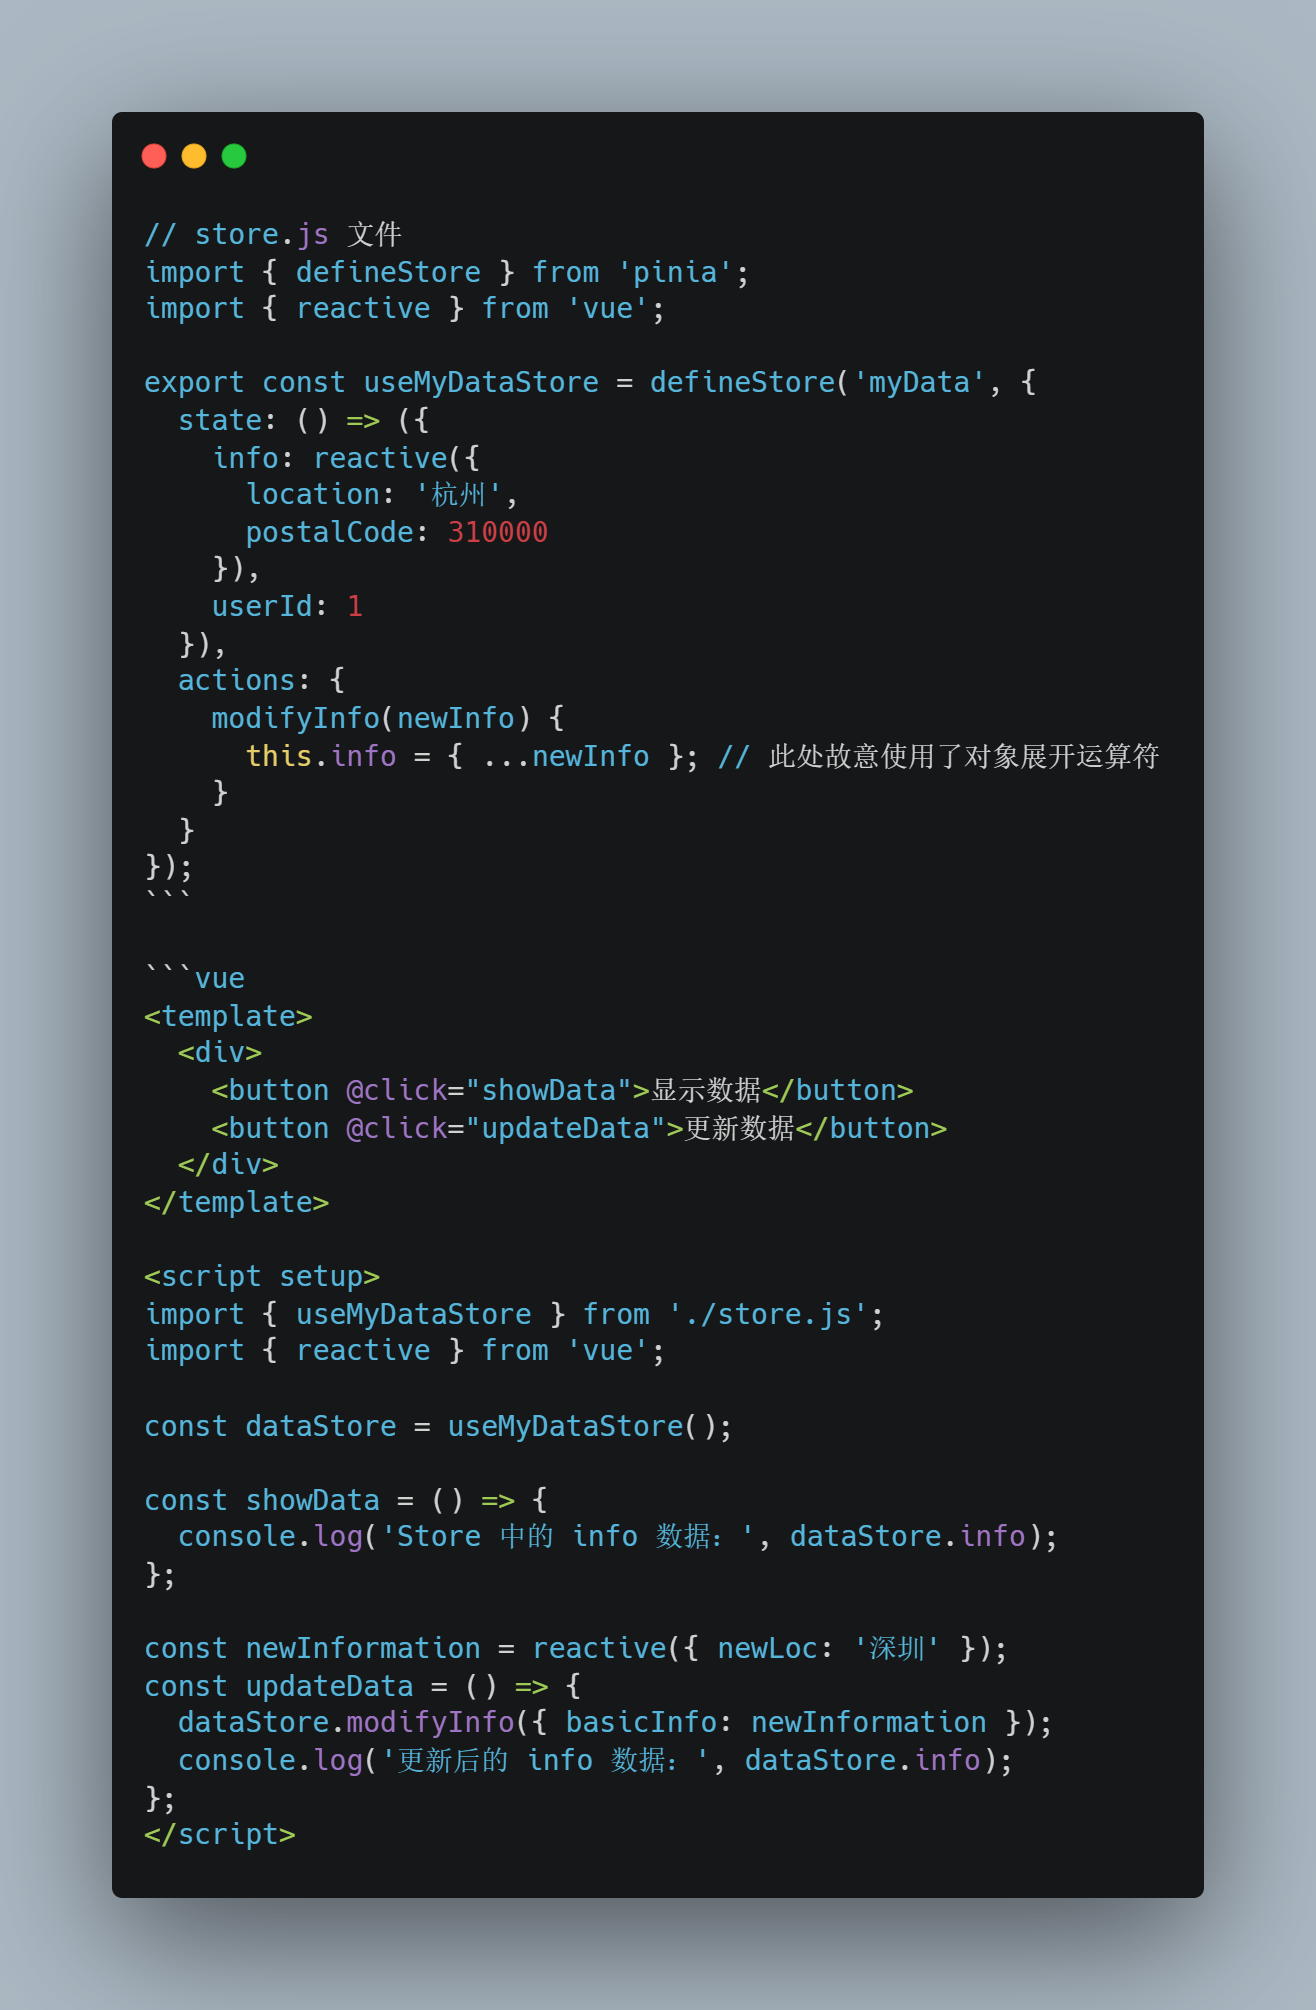 // store.js 文件
import { defineStore } from 'pinia';
import { reactive } from 'vue';

export const useMyDataStore = defineStore('myData', {
  state: () => ({
    info: reactive({
      location: '杭州',
      postalCode: 310000
    }),
    userId: 1
  }),
  actions: {
    modifyInfo(newInfo) {
      this.info = { ...newInfo }; // 此处故意使用了对象展开运算符
    }
  }
});
```

```vue
<template>
  <div>
    <button @click="showData">显示数据</button>
    <button @click="updateData">更新数据</button>
  </div>
</template>

<script setup>
import { useMyDataStore } from './store.js';
import { reactive } from 'vue';

const dataStore = useMyDataStore();

const showData = () => {
  console.log('Store 中的 info 数据：', dataStore.info);
};

const newInformation = reactive({ newLoc: '深圳' });
const updateData = () => {
  dataStore.modifyInfo({ basicInfo: newInformation });
  console.log('更新后的 info 数据：', dataStore.info);
};
</script>